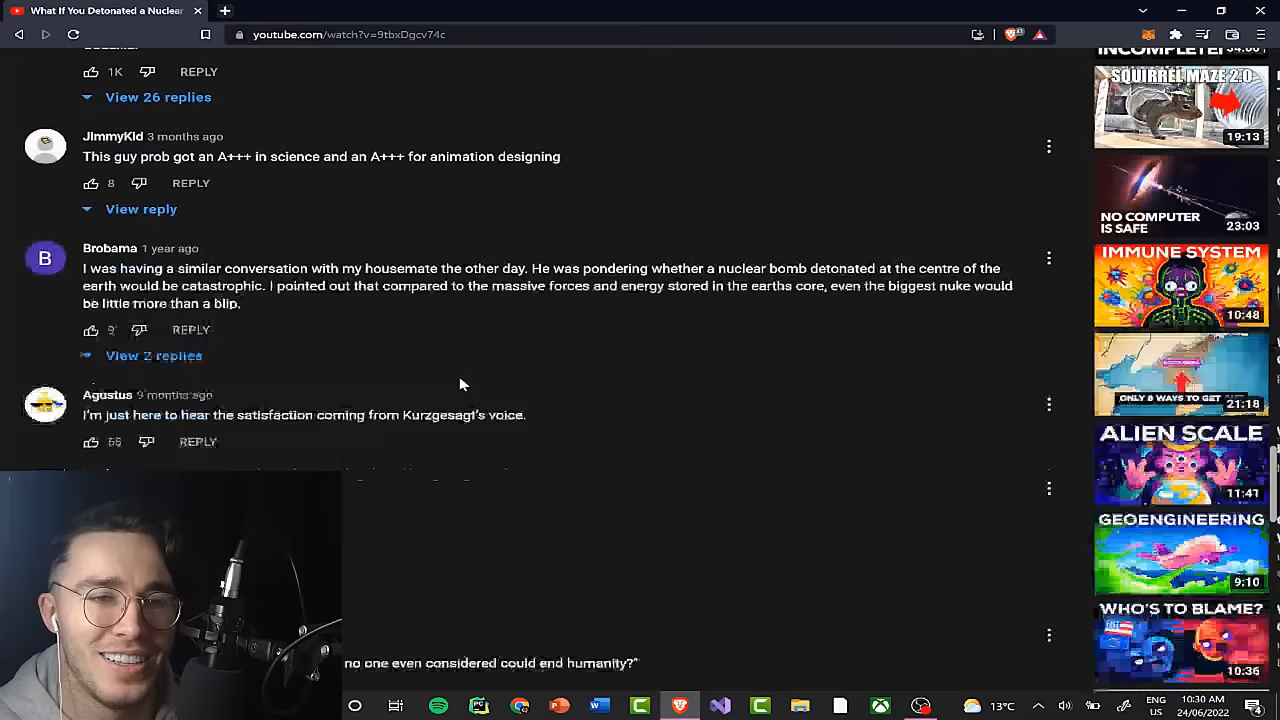 What If You Detonated a Nuclear
youtube.com/watch?v=9tbxDgcv74c
1K REPLY
View 26 replies
JimmyKid 3 months ago
This guy prob got an A+++ in science and an A+++ for animation designing
8 REPLY
View reply
B
Brobama 1 year ago
I was having a similar conversation with my housemate the other day. He was pondering whether a nuclear bomb detonated at the centre of the
earth would be catastrophic. I pointed out that compared to the massive forces and energy stored in the earths core, even the biggest nuke would
be little more than a blip.
REPLY
View 2 replies
Agustus 9 months ago
I'm just here to hear the satisfaction coming from Kurzgesagt's voice.
55 REPLY
no one even considered could end humanity?"
SQUIRREL MAZE 2.0
19:13
NO COMPUTER
IS SAFE
23:03
IMMUNE SYSTEM
10:48
ONLY 8 WAYS TO GET
21:18
ALIEN SCALE
11:41
GEOENGINEERING
9:10
WHO'S TO BLAME?
10:36
13°C
ENG
US
10:30 AM
24/06/2022